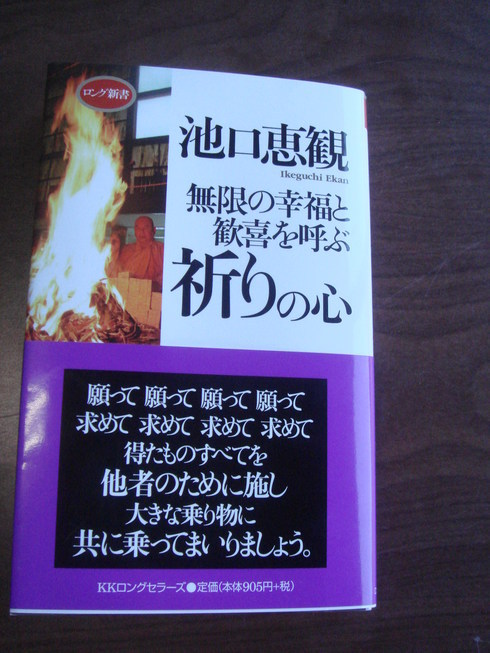 ロング新書
池口恵観
Ikeguchi Ekan
無限の幸福と
歓喜を呼ぶ
祈りの心
願って 願って 願って 願って
求めて 求めて 求めて 求めて
得たものすべてを
他者のために施し
大きな乗り物に
共に乗ってまいりましょう。
KKロングセラーズ●定価(本体905円+税)